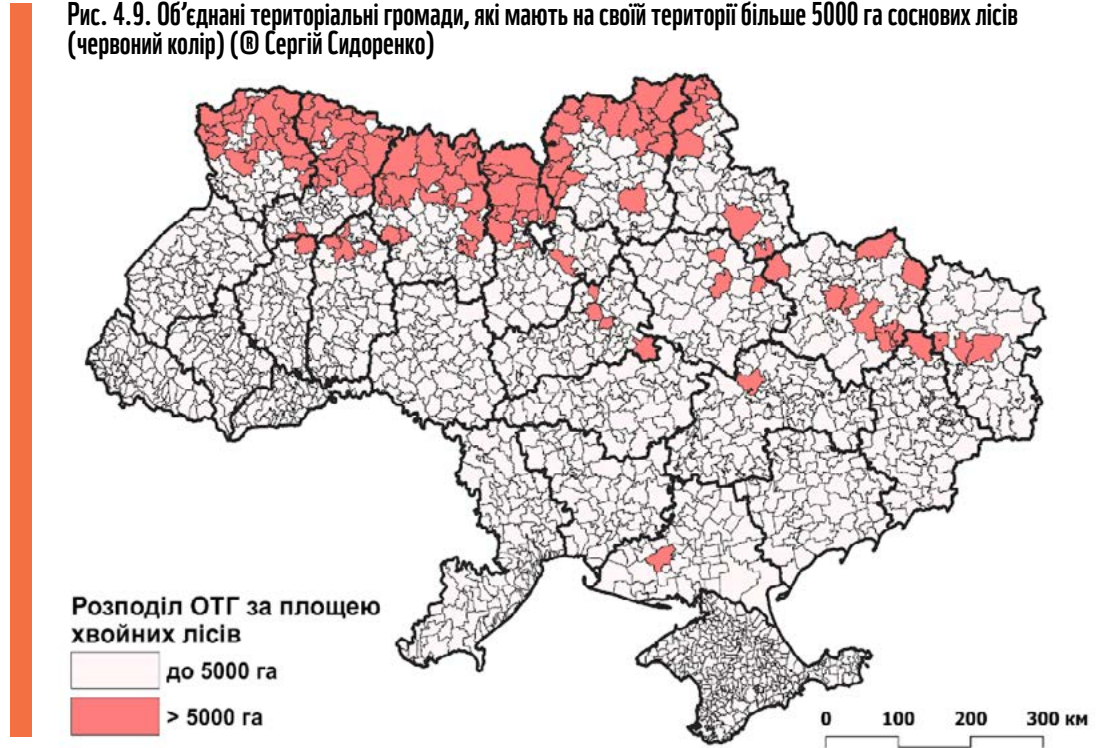 Рис. 4.9. Об’єднані територіальні громади, які мають на своїй території більше 5000 га соснових лісів
(червоний колір) (® Сергій Сидоренко)
Розподіл ОТГ за площею
хвойних лісів
до 5000 га
> 5000 га
0 100 200 300 км